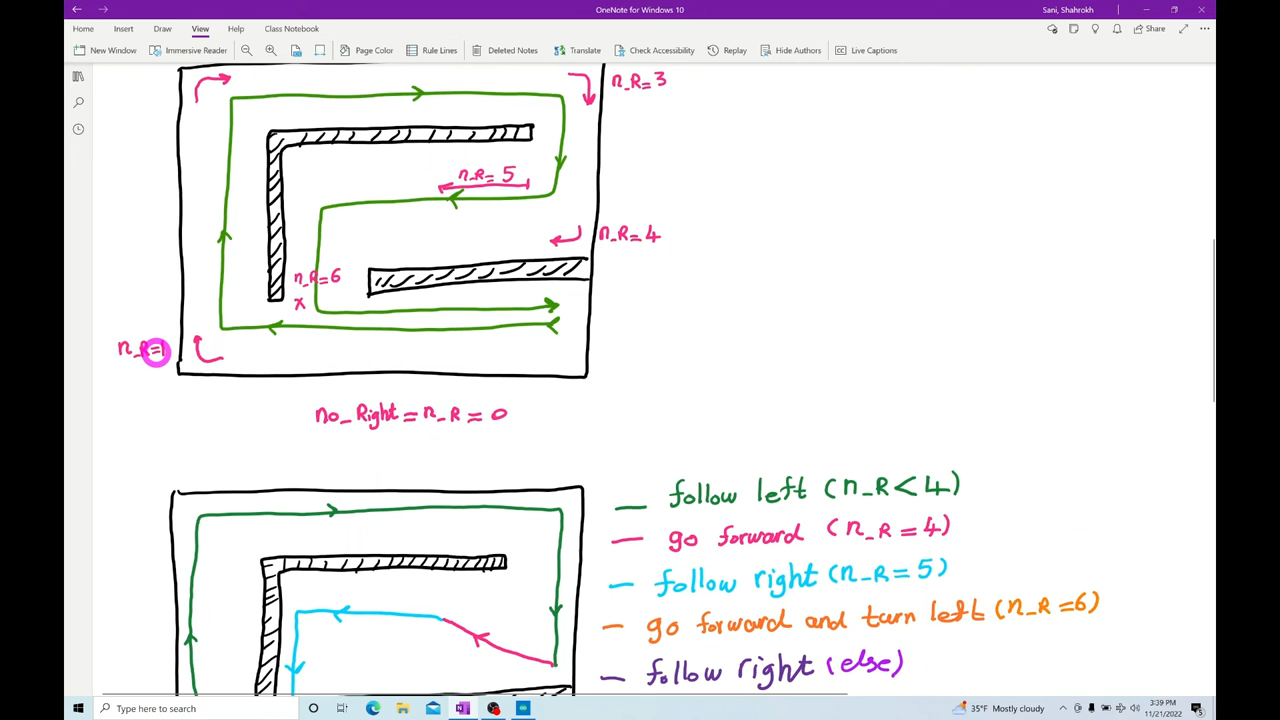 OneNote for Windows 10
Sani, Shahrokh
Home Insert Draw View Help Class Notebook
Share
New Window Immersive Reader Page Color Rule Lines Deleted Notes Translate Check Accessibility Replay Hide Authors Live Captions
n_R=3
n_R=5
n_R=4
n_R=6
x
n_R=1
no_Right=n_R=0
— follow left (n_R<4)
— go forward (n_R=4)
— follow right (n_R=5)
— go forward and turn left (n_R=6)
— follow right (else)
Type here to search
35°F Mostly cloudy
3:39 PM
11/21/2022
5